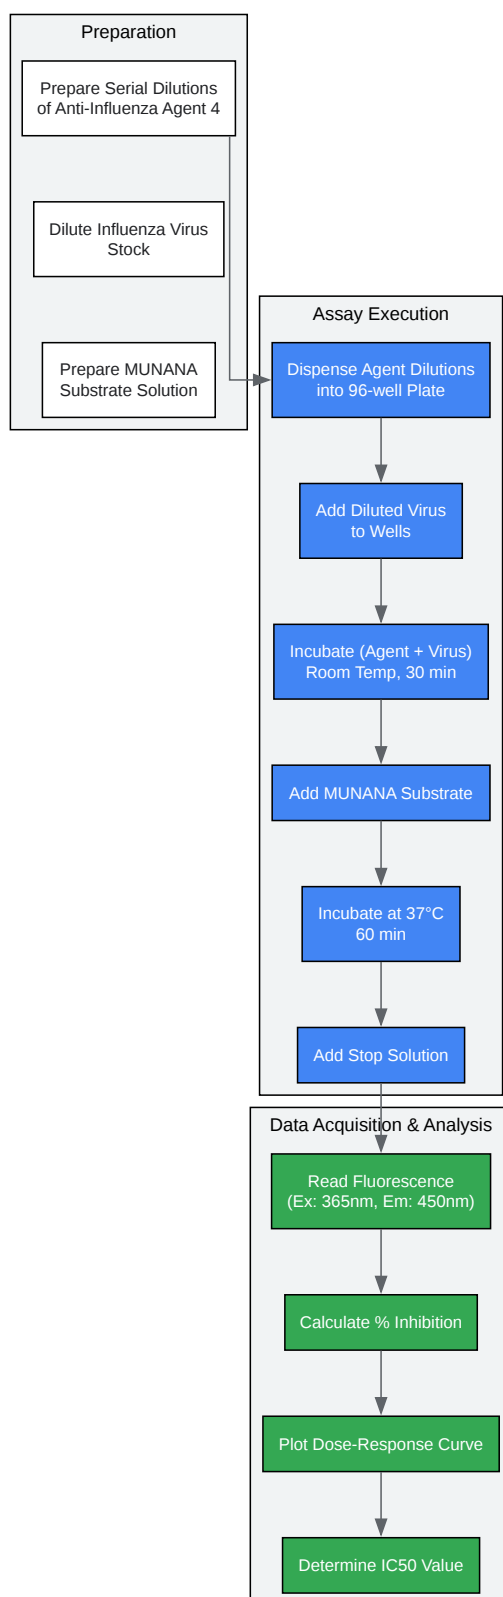 Preparation
Prepare Serial Dilutions
of Anti-Influenza Agent 4
Dilute Influenza Virus
Stock
Prepare MUNANA
Substrate Solution
Assay Execution
Dispense Agent Dilutions
into 96-well Plate
Add Diluted Virus
to Wells
Incubate (Agent + Virus)
Room Temp, 30 min
Add MUNANA Substrate
Incubate at 37°C
60 min
Add Stop Solution
Data Acquisition & Analysis
Read Fluorescence
(Ex: 365nm, Em: 450nm)
Calculate % Inhibition
Plot Dose-Response Curve
Determine IC50 Value